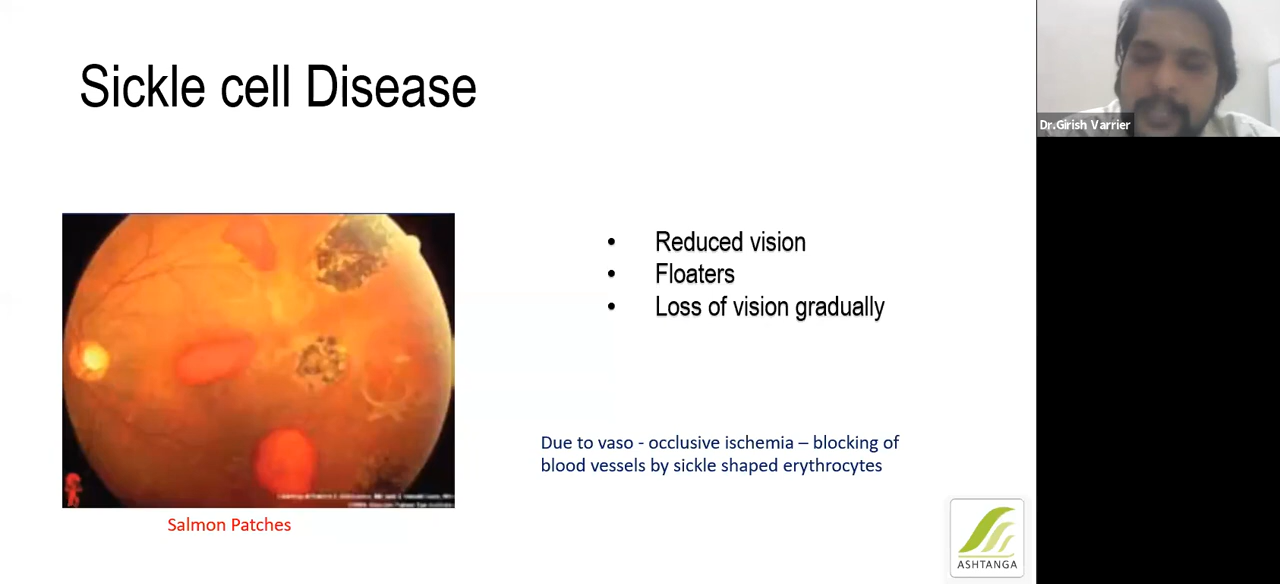 Sickle cell Disease
Dr.Girish Varrier
• Reduced vision
• Floaters
• Loss of vision gradually
Due to vaso - occlusive ischemia – blocking of
blood vessels by sickle shaped erythrocytes
Salmon Patches
ASHTANGA